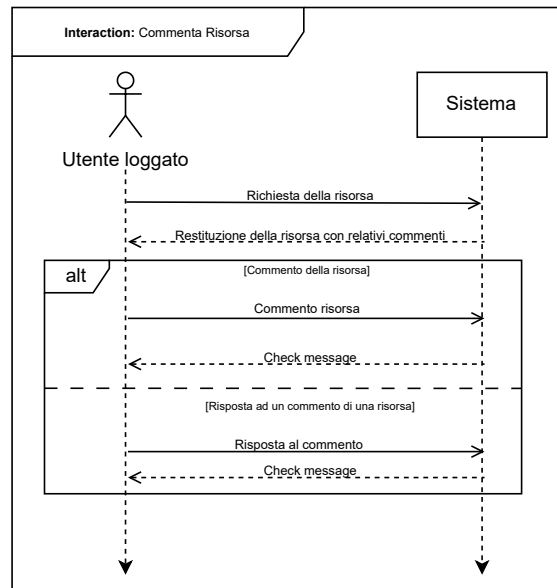 Interaction: Commenta Risorsa
Sistema
Utente loggato
Richiesta della risorsa
Restituzione della risorsa con relativi commenti
alt
[Commento della risorsa]
Commento risorsa
Check message
[Risposta ad un commento di una risorsa]
Risposta al commento
Check message